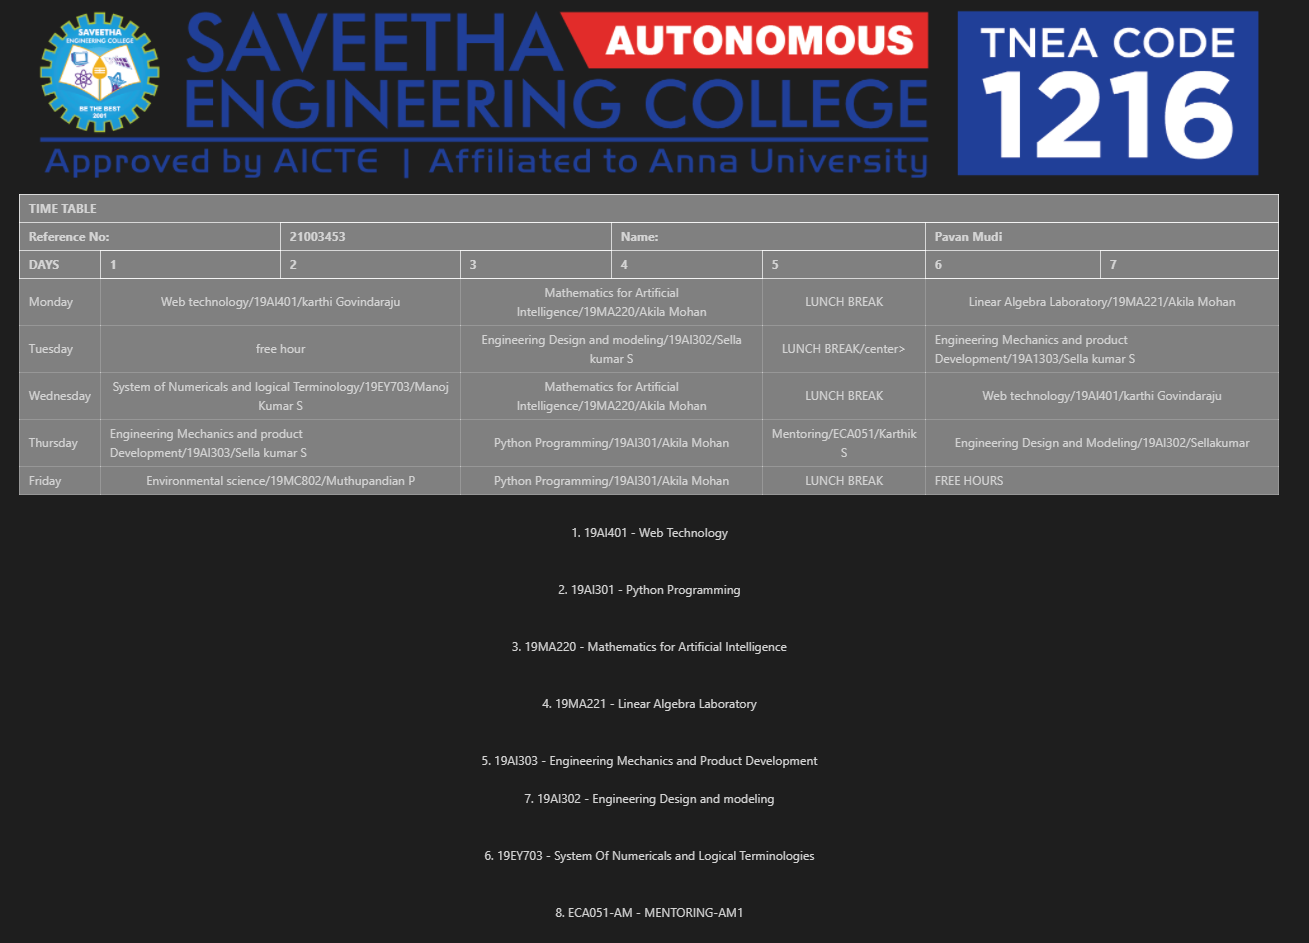 SAVEETHA
ENGINEERING COLLEGE
BE THE BEST
2001
SAVEETHA AUTONOMOUS
ENGINEERING COLLEGE
Approved by AICTE | Affiliated to Anna University
TNEA CODE
1216
TIME TABLE
Reference No: 21003453 Name: Pavan Mudi
DAYS 1 2 3 4 5 6 7
Monday Web technology/19AI401/karthi Govindaraju Mathematics for Artificial Intelligence/19MA220/Akila Mohan LUNCH BREAK Linear Algebra Laboratory/19MA221/Akila Mohan
Tuesday free hour Engineering Design and modeling/19AI302/Sella kumar S LUNCH BREAK/center> Engineering Mechanics and product Development/19A1303/Sella kumar S
Wednesday System of Numericals and logical Terminology/19EY703/Manoj Kumar S Mathematics for Artificial Intelligence/19MA220/Akila Mohan LUNCH BREAK Web technology/19AI401/karthi Govindaraju
Thursday Engineering Mechanics and product Development/19AI303/Sella kumar S Python Programming/19AI301/Akila Mohan Mentoring/ECA051/Karthik S Engineering Design and Modeling/19AI302/Sellakumar
Friday Environmental science/19MC802/Muthupandian P Python Programming/19AI301/Akila Mohan LUNCH BREAK FREE HOURS
1. 19AI401 - Web Technology
2. 19AI301 - Python Programming
3. 19MA220 - Mathematics for Artificial Intelligence
4. 19MA221 - Linear Algebra Laboratory
5. 19AI303 - Engineering Mechanics and Product Development
7. 19AI302 - Engineering Design and modeling
6. 19EY703 - System Of Numericals and Logical Terminologies
8. ECA051-AM - MENTORING-AM1